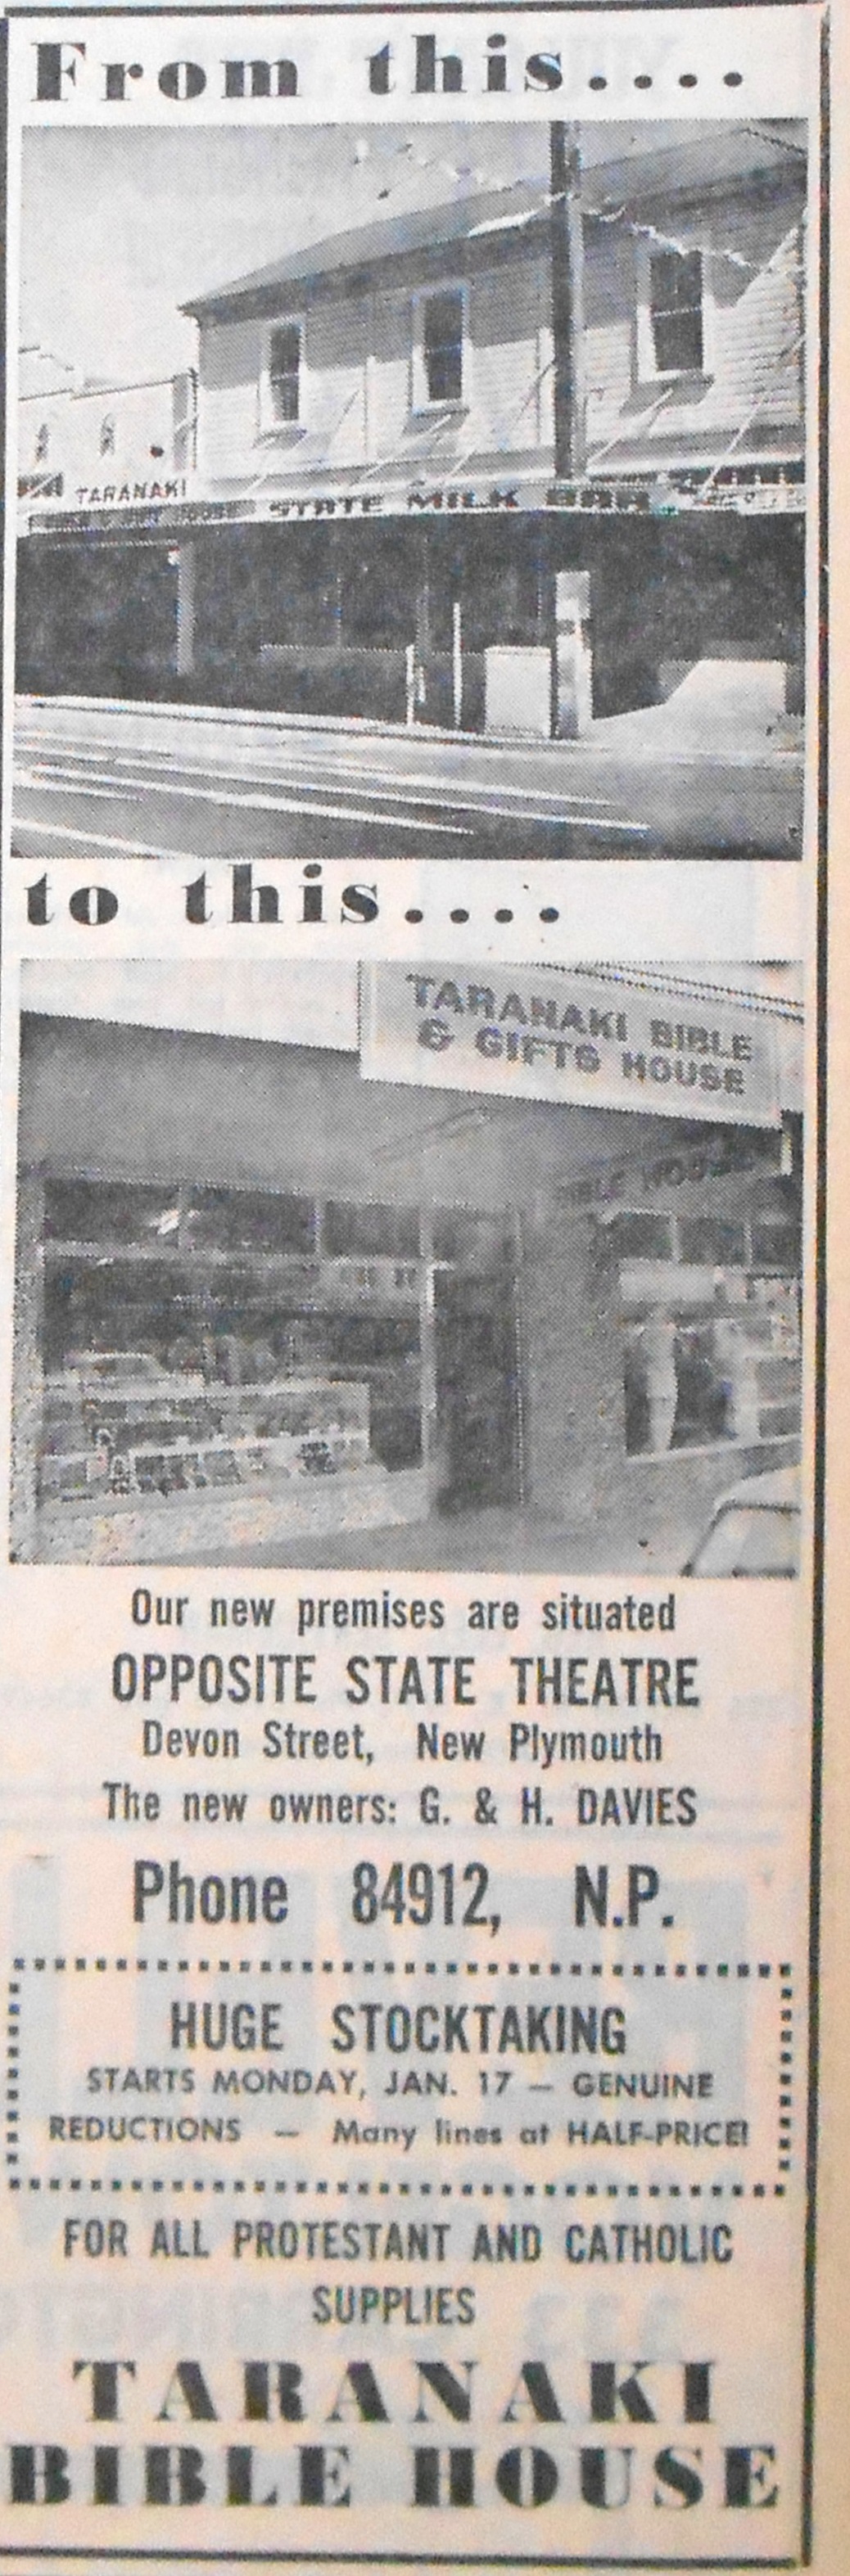 From this....
TARANAKI
STATE MILK BAR
to this....
TARANAKI BIBLE
& GIFTS HOUSE
BIBLE HOUSE
Our new premises are situated
OPPOSITE STATE THEATRE
Devon Street, New Plymouth
The new owners: G. & H. DAVIES
Phone 84912, N.P.
HUGE STOCKTAKING
STARTS MONDAY, JAN. 17 — GENUINE
REDUCTIONS — Many lines at HALF-PRICE!
FOR ALL PROTESTANT AND CATHOLIC
SUPPLIES
TARANAKI
BIBLE HOUSE